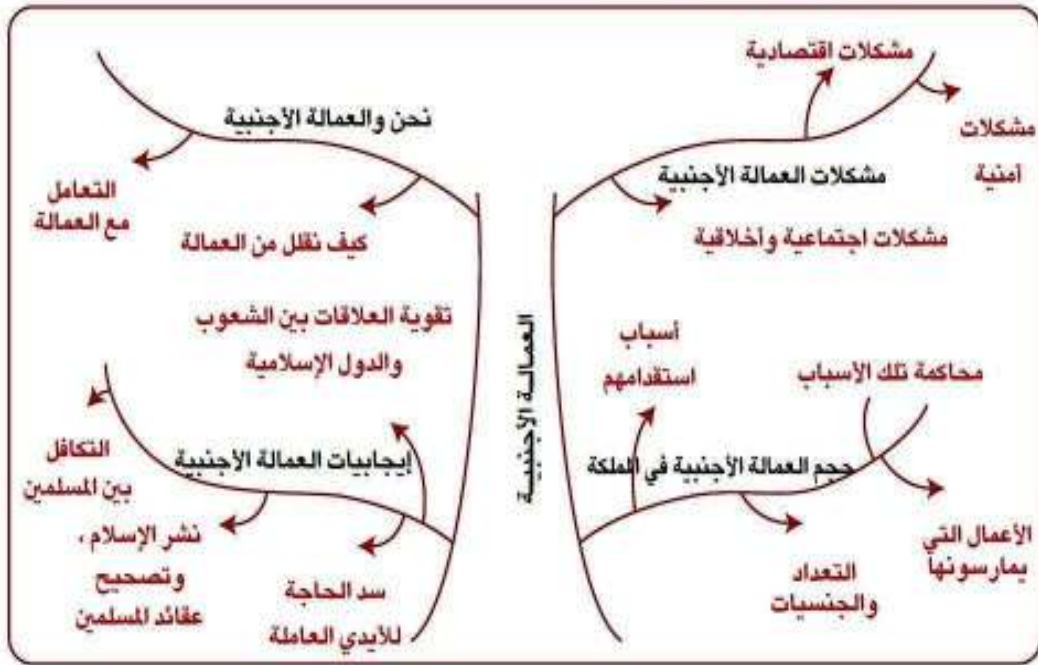 مشكلات اقتصادية
مشكلات
أمنية
مشكلات العمالة الأجنبية
مشكلات اجتماعية وأخلاقية
نحن والعمالة الأجنبية
التعامل
مع العمالة
كيف نقلل من العمالة
العمالة الأجنبية
أسباب
استقدامهم
محاكمة تلك الأسباب
حجم العمالة الأجنبية في المملكة
الأعمال التي
يمارسونها
التعداد
والجنسيات
تقوية العلاقات بين الشعوب
والدول الإسلامية
إيجابيات العمالة الأجنبية
التكافل
بين المسلمين
نشر الإسلام ،
وتصحيح
عقائد المسلمين
سد الحاجة
للأيدي العاملة